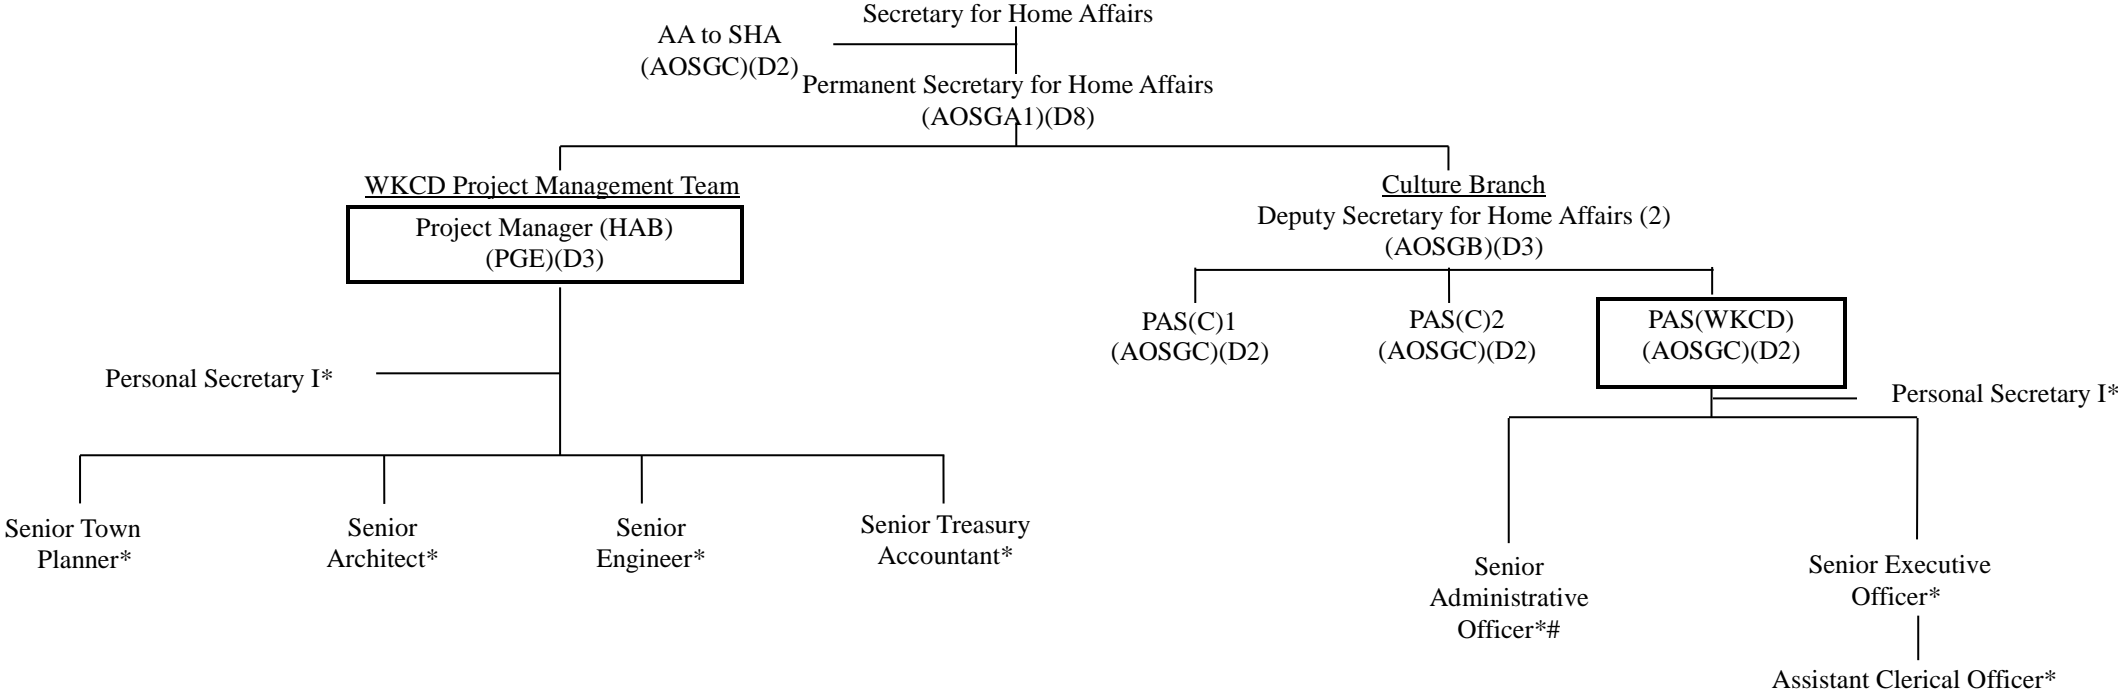 Secretary for Home Affairs
AA to SHA
(AOSGC)(D2)
Permanent Secretary for Home Affairs
(AOSGA1)(D8)
WKCD Project Management Team
Project Manager (HAB)
(PGE)(D3)
Personal Secretary I*
Senior Town
Planner*
Senior
Architect*
Senior
Engineer*
Senior Treasury
Accountant*
Culture Branch
Deputy Secretary for Home Affairs (2)
(AOSGB)(D3)
PAS(C)1
(AOSGC)(D2)
PAS(C)2
(AOSGC)(D2)
PAS(WKCD)
(AOSGC)(D2)
Personal Secretary I*
Senior
Administrative
Officer*#
Senior Executive
Officer*
Assistant Clerical Officer*